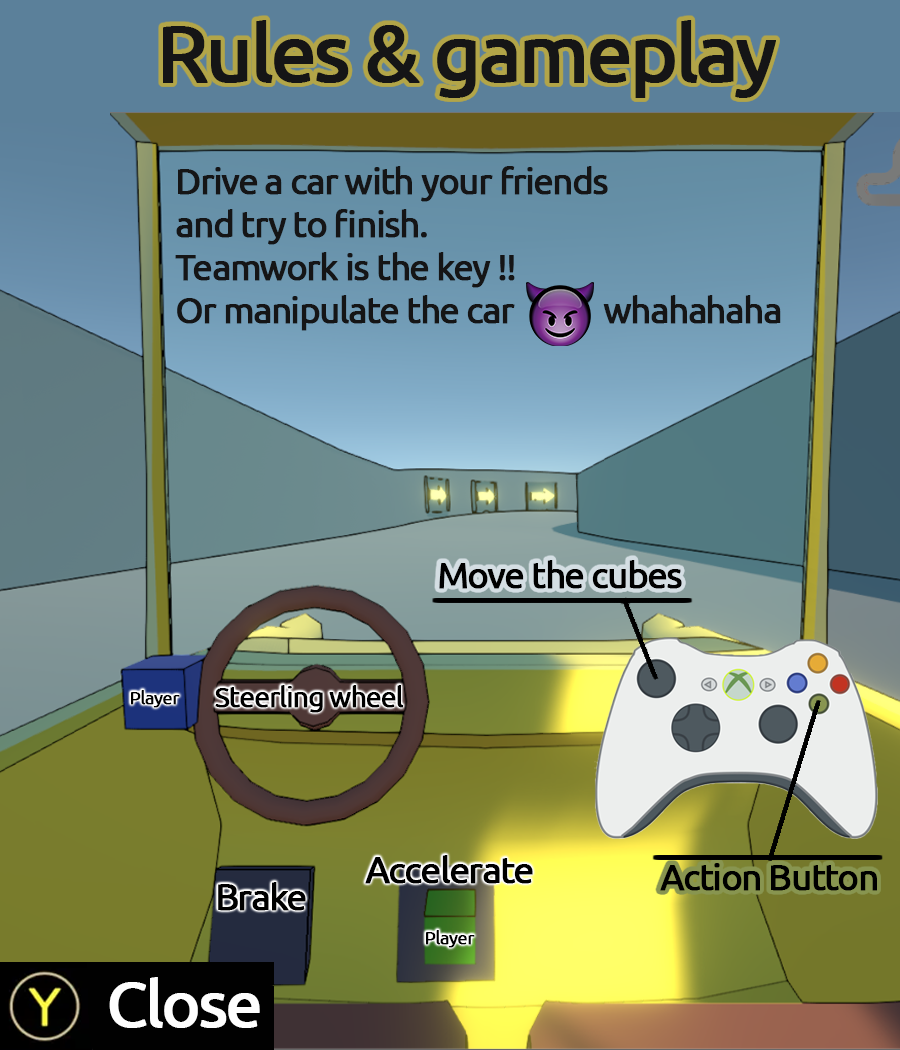 Rules & gameplay
Drive a car with your friends
and try to finish.
Teamwork is the key !!
Or manipulate the car 😈 whahahaha
Move the cubes
Player
Steerling wheel
Accelerate
Action Button
Brake
Player
Y Close